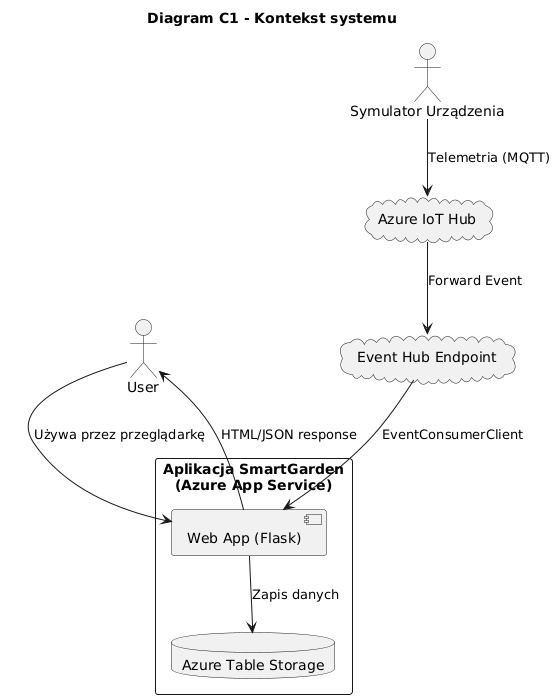 Diagram C1 - Kontekst systemu
Symulator Urządzenia
Telemetria (MQTT)
Azure IoT Hub
Forward Event
Event Hub Endpoint
User
Używa przez przeglądarkę
HTML/JSON response
EventConsumerClient
Aplikacja SmartGarden
(Azure App Service)
Web App (Flask)
Zapis danych
Azure Table Storage